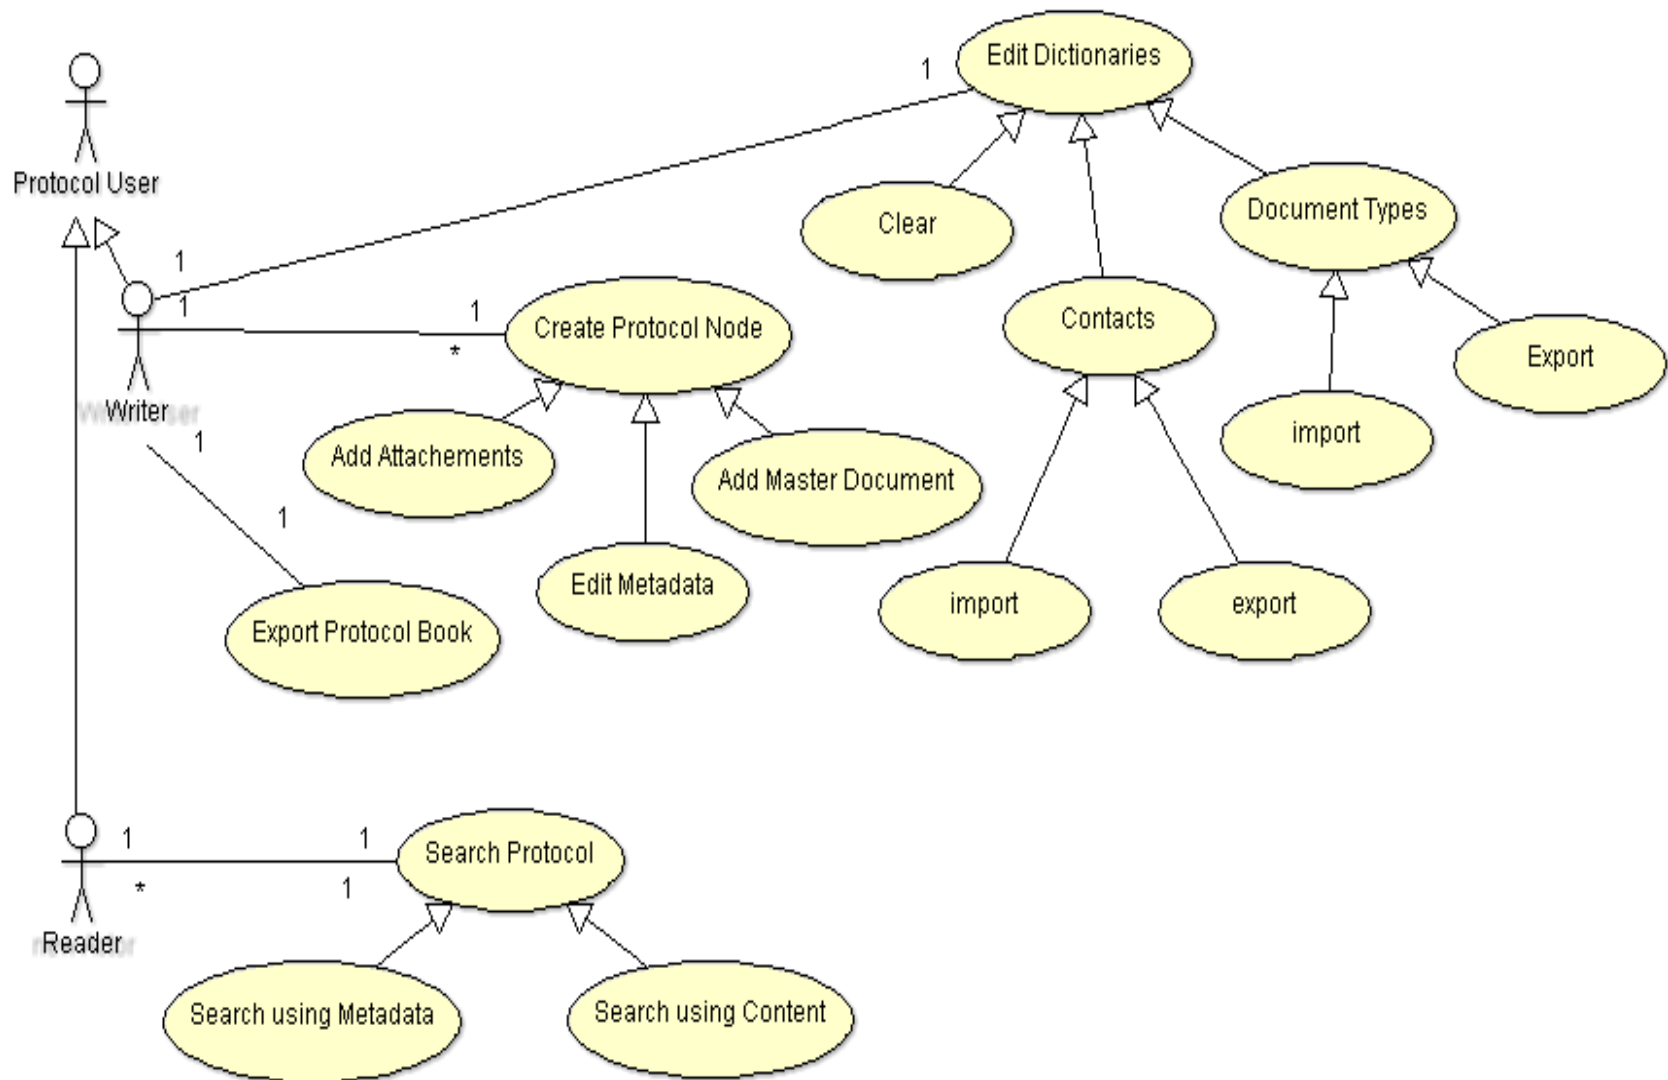 Edit Dictionaries
1
Protocol User
Clear
Document Types
1
1
1
Create Protocol Node
*
Contacts
Export
Writer
1
import
Add Attachements
Add Master Document
1
Edit Metadata
import
export
Export Protocol Book
1
1
Search Protocol
*
1
Reader
Search using Metadata
Search using Content